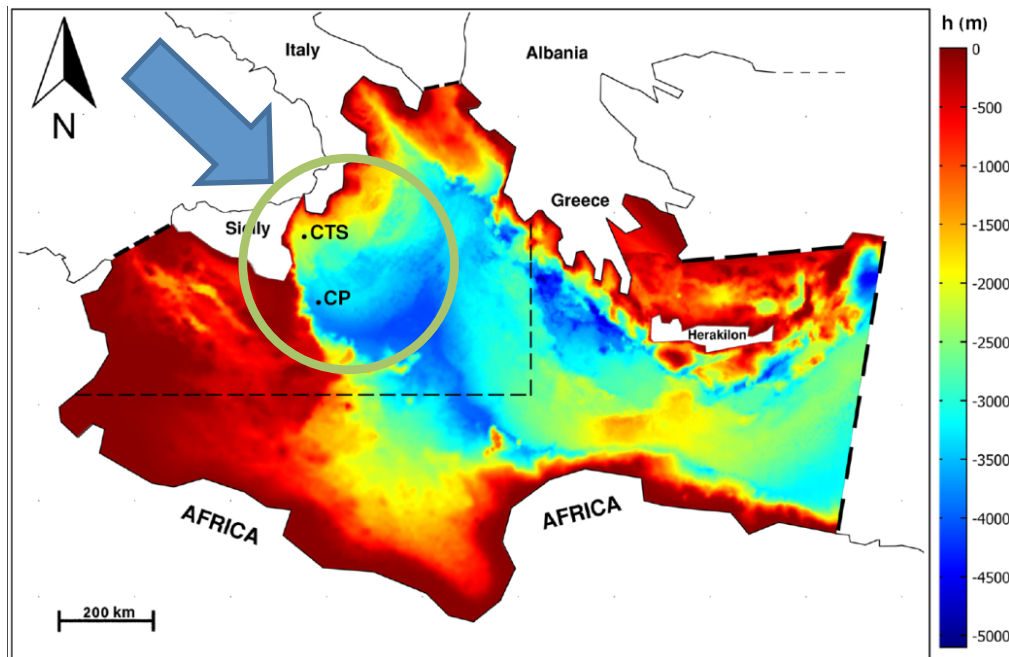 h (m)
Italy
Albania
N
Greece
Sicily
CTS
CP
Herakilon
AFRICA
AFRICA
200 km
0
-500
-1000
-1500
-2000
-2500
-3000
-3500
-4000
-4500
-5000